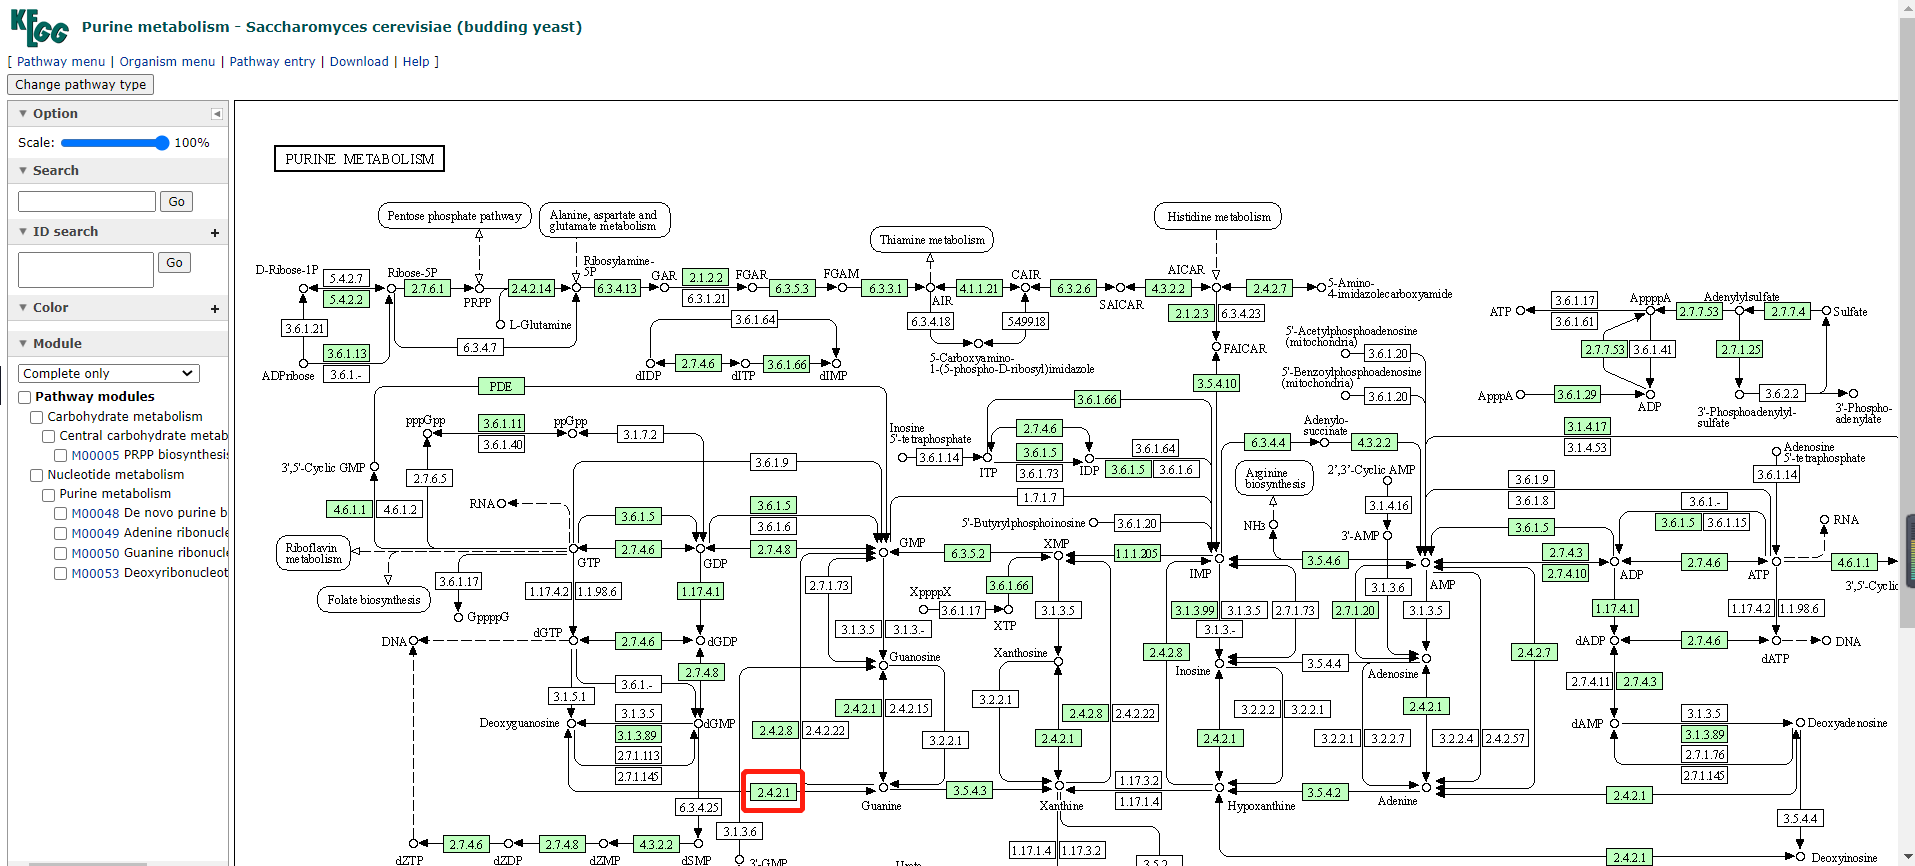 KEGG
Purine metabolism - Saccharomyces cerevisiae (budding yeast)
[ Pathway menu | Organism menu | Pathway entry | Download | Help ]
Change pathway type
▼ Option
Scale: 100%
▼ Search
Go
▼ ID search +
Go
▼ Color +
▼ Module
Complete only
Pathway modules
Carbohydrate metabolism
Central carbohydrate metab
M00005 PRPP biosynthesis
Nucleotide metabolism
Purine metabolism
M00048 De novo purine b
M00049 Adenine ribonucle
M00050 Guanine ribonucle
M00053 Deoxyribonucleot
PURINE METABOLISM
Pentose phosphate pathway
Alanine, aspartate and
glutamate metabolism
Thiamine metabolism
Histidine metabolism
D-Ribose-1P
5.4.2.7
5.4.2.2
Ribose-5P
2.7.6.1
PRPP
2.4.2.14
Ribosylamine-
5P
6.3.4.13
GAR
2.1.2.2
6.3.1.21
FGAR
6.3.5.3
FGAM
6.3.3.1
AIR
4.1.1.21
CAIR
6.3.2.6
SAICAR
4.3.2.2
AICAR
2.4.2.7
5-Amino-
4-imidazolecarboxyamide
L-Glutamine
6.3.4.7
3.6.1.21
3.6.1.13
3.6.1.-
ADPribose
6.3.4.18
5.4.99.18
5-Carboxyamino-
1-(5-phospho-D-ribosyl)imidazole
2.1.2.3
6.3.4.23
FAICAR
3.5.4.10
3.6.1.64
dIDP
2.7.4.6
dITP
3.6.1.66
dIMP
5'-Acetylphosphoadenosine
(mitochondria)
3.6.1.20
5'-Benzoylphosphoadenosine
(mitochondria)
3.6.1.20
ATP
3.6.1.17
3.6.1.61
AppppA
Adenylylsulfate
2.7.7.53
2.7.7.4
Sulfate
2.7.7.53
3.6.1.41
2.7.1.25
ApppA
3.6.1.29
ADP
3.6.2.2
3'-Phosphoadenylyl-
sulfate
3'-Phospho-
adenylate
PDE
pppGpp
3.6.1.11
3.6.1.40
ppGpp
3.1.7.2
3.6.1.66
Inosine
5'-tetraphosphate
3.6.1.14
ITP
2.7.4.6
3.6.1.5
3.6.1.73
IDP
3.6.1.64
3.6.1.5
3.6.1.6
6.3.4.4
Adenylo-
succinate
4.3.2.2
3.1.4.17
3.1.4.53
Adenosine
5'-tetraphosphate
3.6.1.14
3',5'-Cyclic GMP
2.7.6.5
3.6.1.9
Arginine
biosynthesis
2',3'-Cyclic AMP
3.1.4.16
3'-AMP
3.6.1.9
3.6.1.8
3.6.1.-
4.6.1.1
4.6.1.2
RNA
3.6.1.5
3.6.1.5
3.6.1.6
1.7.1.7
5'-Butyrylphosphoinosine
3.6.1.20
NH3
3.6.1.5
3.6.1.5
3.6.1.15
RNA
Riboflavin
metabolism
GTP
2.7.4.6
GDP
2.7.4.8
GMP
6.3.5.2
XMP
1.1.1.205
IMP
3.5.4.6
AMP
2.7.4.3
2.7.4.10
ADP
2.7.4.6
ATP
4.6.1.1
3',5'-Cyclic
Folate biosynthesis
3.6.1.17
GppppG
1.17.4.2
1.1.98.6
1.17.4.1
2.7.1.73
3.6.1.66
XppppX
3.6.1.17
XTP
3.1.3.5
3.1.3.99
3.1.3.5
2.7.1.73
3.1.3.-
3.1.3.6
2.7.1.20
3.1.3.5
1.17.4.1
1.17.4.2
1.1.98.6
DNA
dGTP
2.7.4.6
dGDP
3.1.3.5
3.1.3.-
2.7.4.8
Guanosine
Xanthosine
2.4.2.8
Inosine
3.5.4.4
Adenosine
2.4.2.7
dADP
2.7.4.6
dATP
DNA
3.6.1.-
3.1.5.1
Deoxyguanosine
3.1.3.5
3.1.3.89
2.7.1.113
2.7.1.145
dGMP
2.4.2.1
2.4.2.15
2.4.2.8
2.4.2.22
3.2.2.1
3.2.2.1
2.4.2.8
2.4.2.22
2.4.2.1
3.2.2.2
3.2.2.1
2.4.2.1
2.4.2.1
3.2.2.1
3.2.2.7
3.2.2.4
2.4.2.57
2.7.4.11
2.7.4.3
dAMP
3.1.3.5
3.1.3.89
2.7.1.76
2.7.1.145
Deoxyadenosine
2.4.2.1
Guanine
3.5.4.3
Xanthine
1.17.3.2
1.17.1.4
Hypoxanthine
3.5.4.2
Adenine
2.4.2.1
6.3.4.25
3.1.3.6
3.5.4.4
dZTP
2.7.4.6
dZDP
2.7.4.8
dZMP
4.3.2.2
dSMP
3'-GMP
Urate
1.17.1.4
1.17.3.2
3.5.2.
2.4.2.1
Deoxyinosine